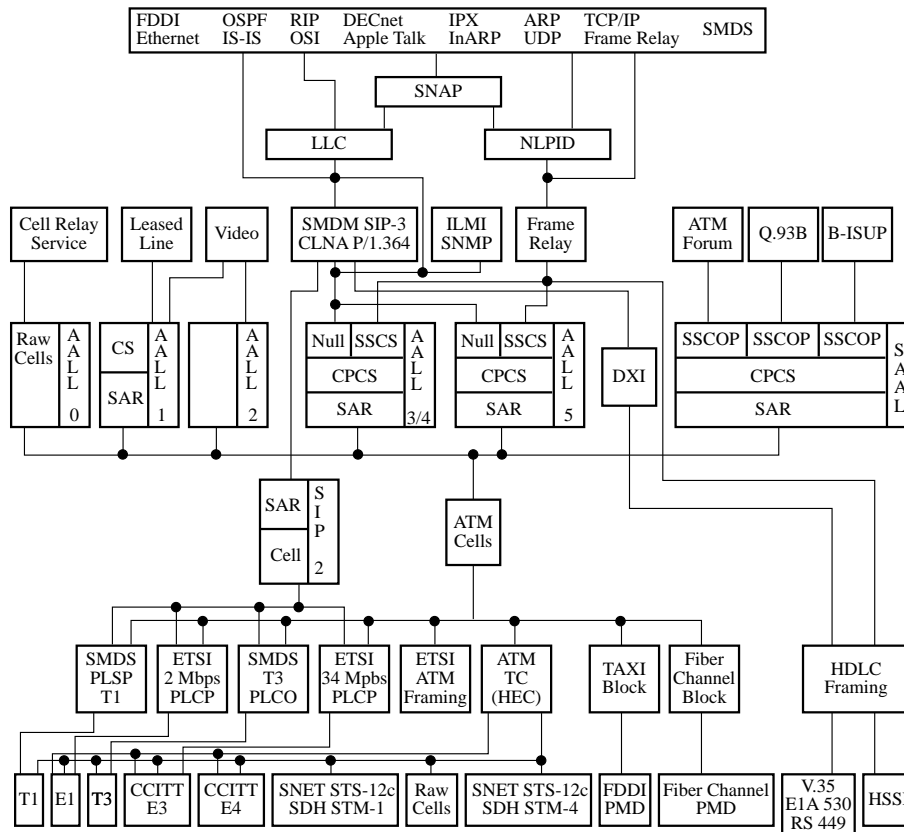 FDDI OSPF RIP DECnet IPX ARP TCP/IP SMDS
Ethernet IS-IS OSI Apple Talk InARP UDP Frame Relay
SNAP
LLC
NLPID
Cell Relay
Service
Leased
Line
Video
SMDM SIP-3
CLNA P/1.364
ILMI
SNMP
Frame
Relay
ATM
Forum
Q.93B
B-ISUP
Raw
Cells
A
A
L
L
0
CS
SAR
A
A
L
L
1
A
A
L
L
2
Null
SSCS
CPCS
SAR
A
A
L
L
3/4
Null
SSCS
CPCS
SAR
A
A
L
L
5
DXI
SSCOP
SSCOP
SSCOP
CPCS
SAR
S
A
A
L
SAR
Cell
S
I
P
2
ATM
Cells
SMDS
PLSP
T1
ETSI
2 Mbps
PLCP
SMDS
T3
PLCO
ETSI
34 Mpbs
PLCP
ETSI
ATM
Framing
ATM
TC
(HEC)
TAXI
Block
Fiber
Channel
Block
HDLC
Framing
T1
E1
T3
CCITT
E3
CCITT
E4
SNET STS-12c
SDH STM-1
Raw
Cells
SNET STS-12c
SDH STM-4
FDDI
PMD
Fiber Channel
PMD
V.35
E1A 530
RS 449
HSSI